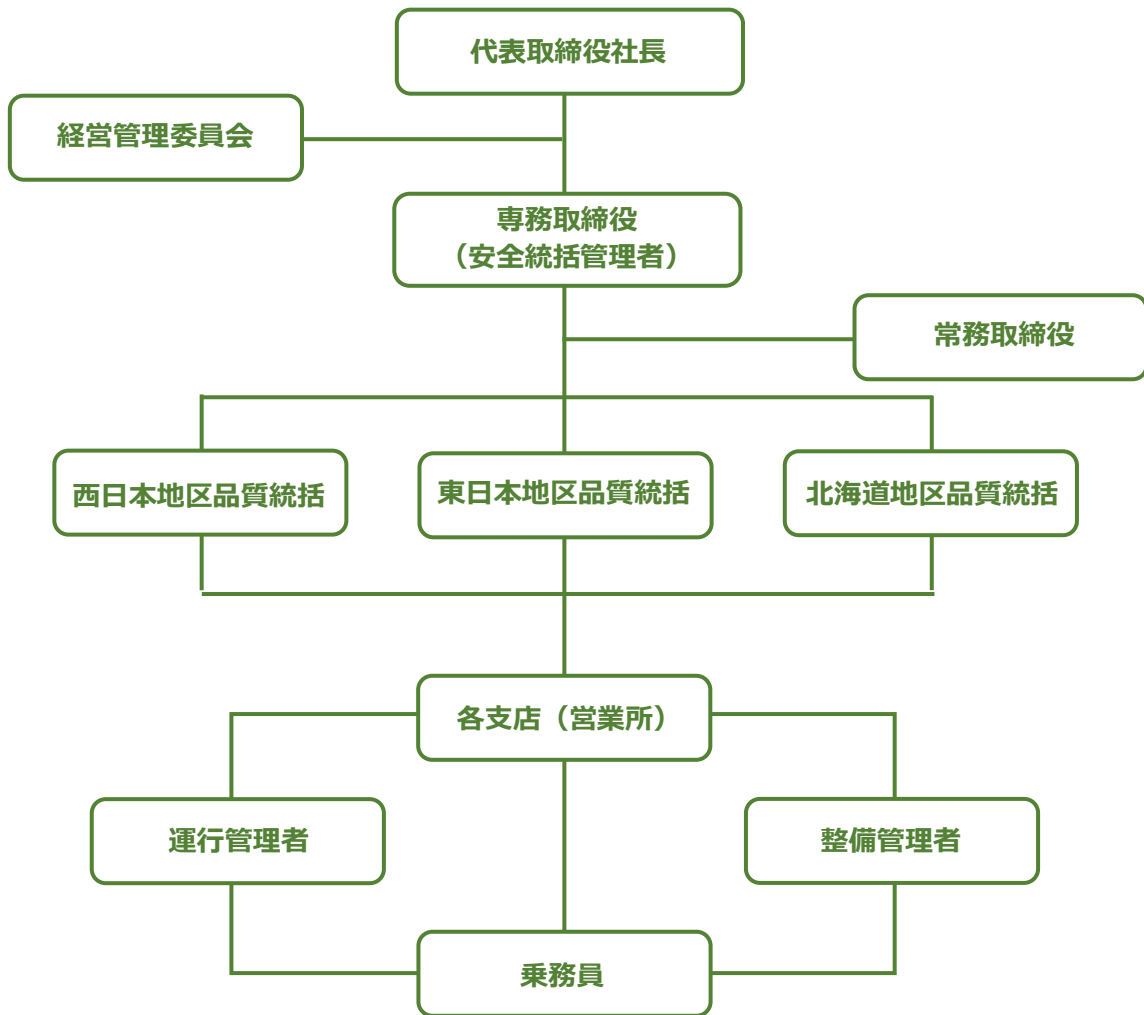 代表取締役社長
経営管理委員会
専務取締役
（安全統括管理者）
常務取締役
西日本地区品質統括
東日本地区品質統括
北海道地区品質統括
各支店（営業所）
運行管理者
整備管理者
乗務員